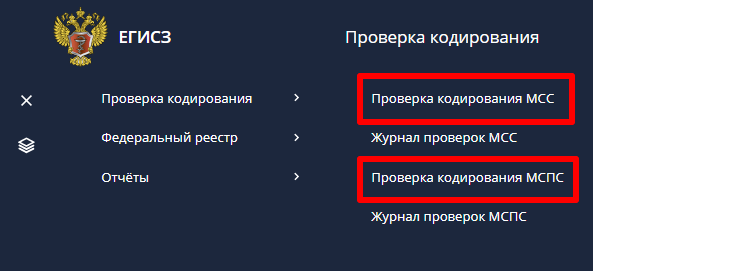 ЕГИСЗ
Проверка кодирования
Федеральный реестр
Отчёты
Проверка кодирования
Проверка кодирования МСС
Журнал проверок МСС
Проверка кодирования МСПС
Журнал проверок МСПС